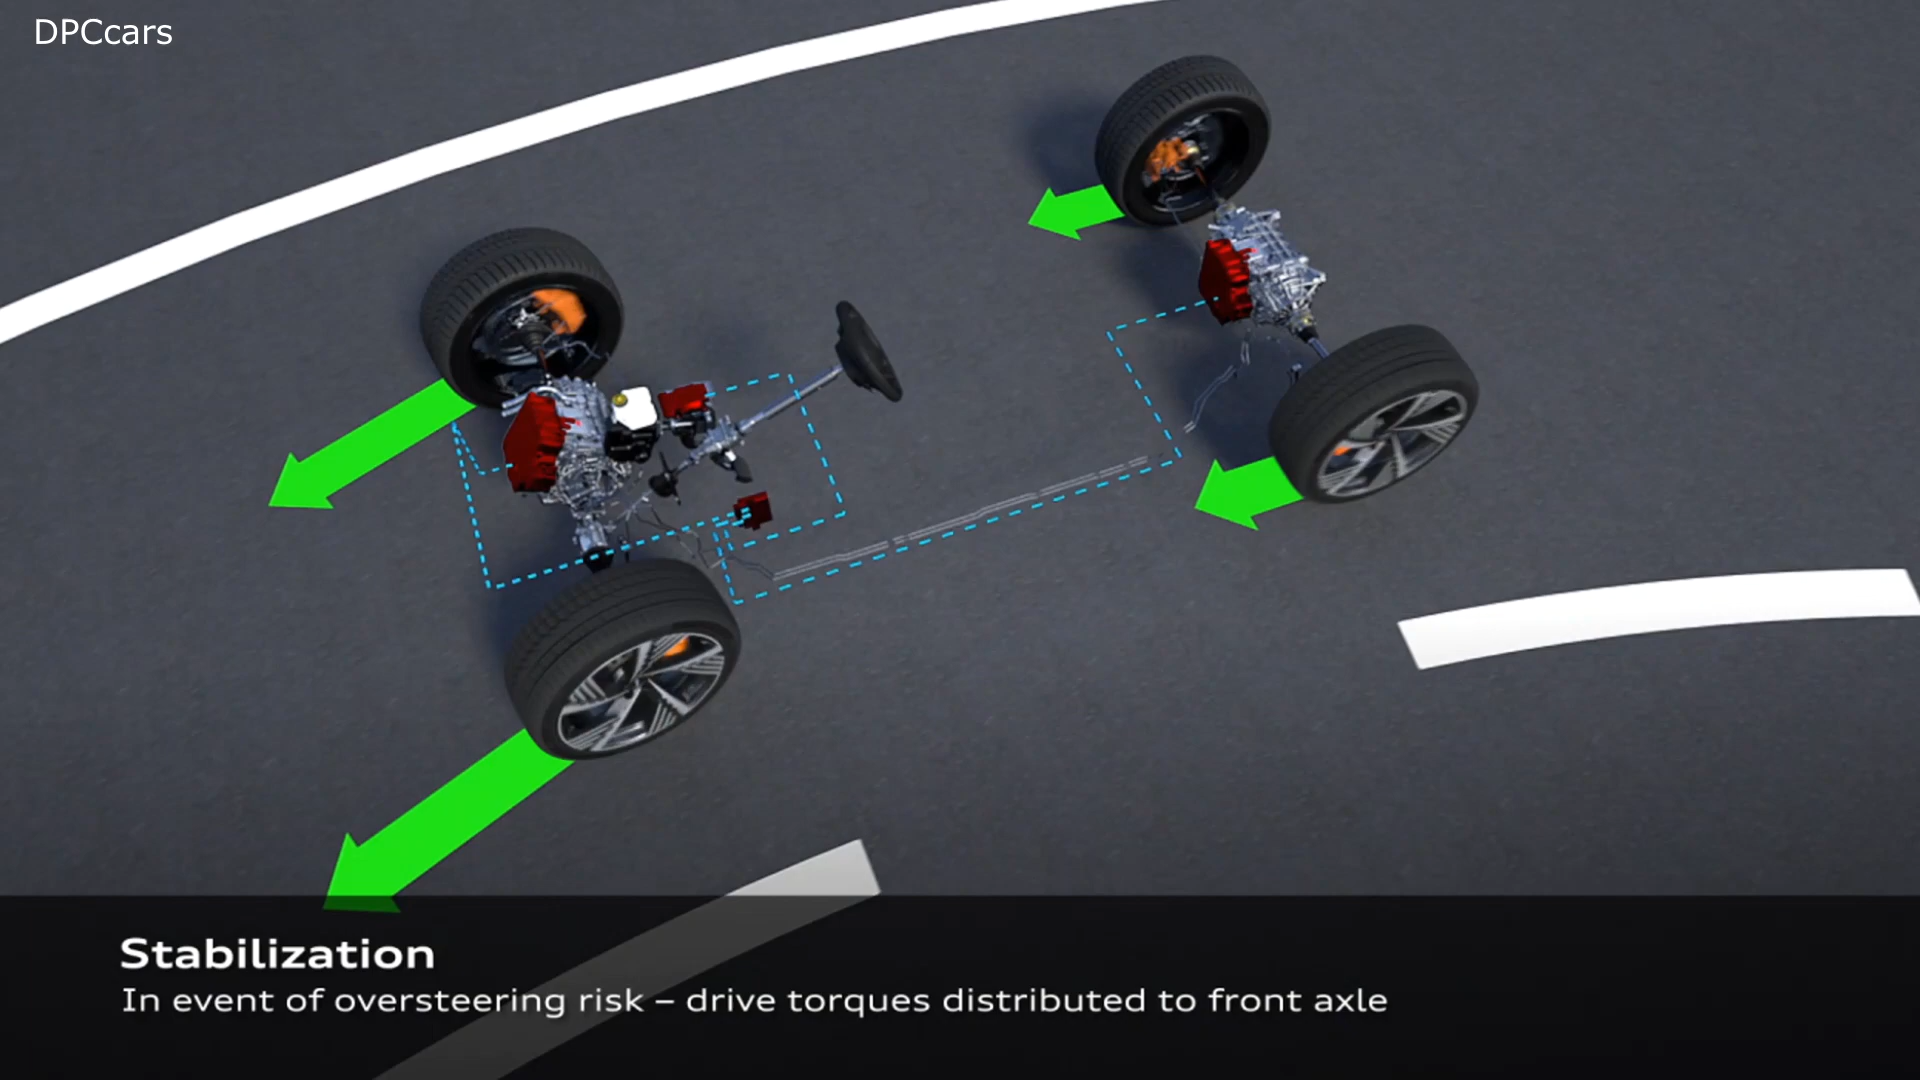 DPCcars
Stabilization
In event of oversteering risk – drive torques distributed to front axle